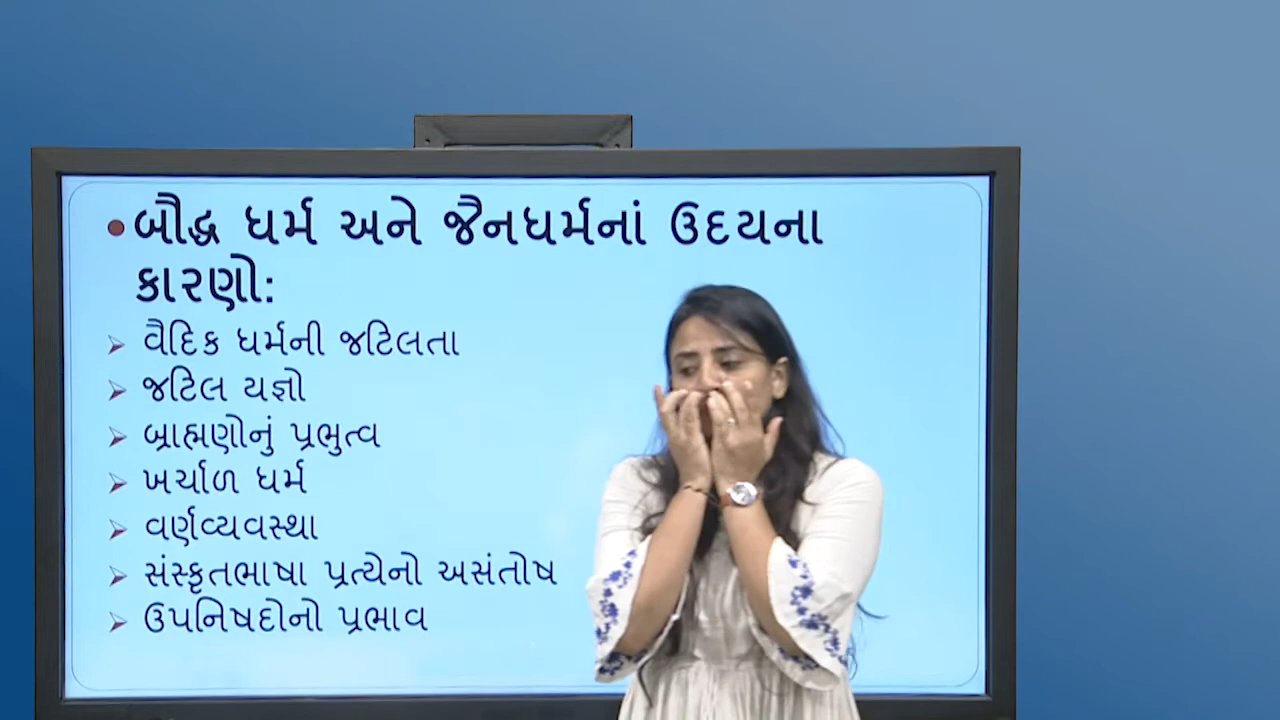 બૌદ્ધ ધર્મ અને જૈનધર્મનાં ઉદયના
કારણો:
વૈદિક ધર્મની જટિલતા
જટિલ યજ્ઞો
બ્રાહ્મણોનું પ્રભુત્વ
ખર્ચાળ ધર્મ
વર્ણવ્યવસ્થા
સંસ્કૃતભાષા પ્રત્યેનો અસંતોષ
ઉપનિષદોનો પ્રભાવ